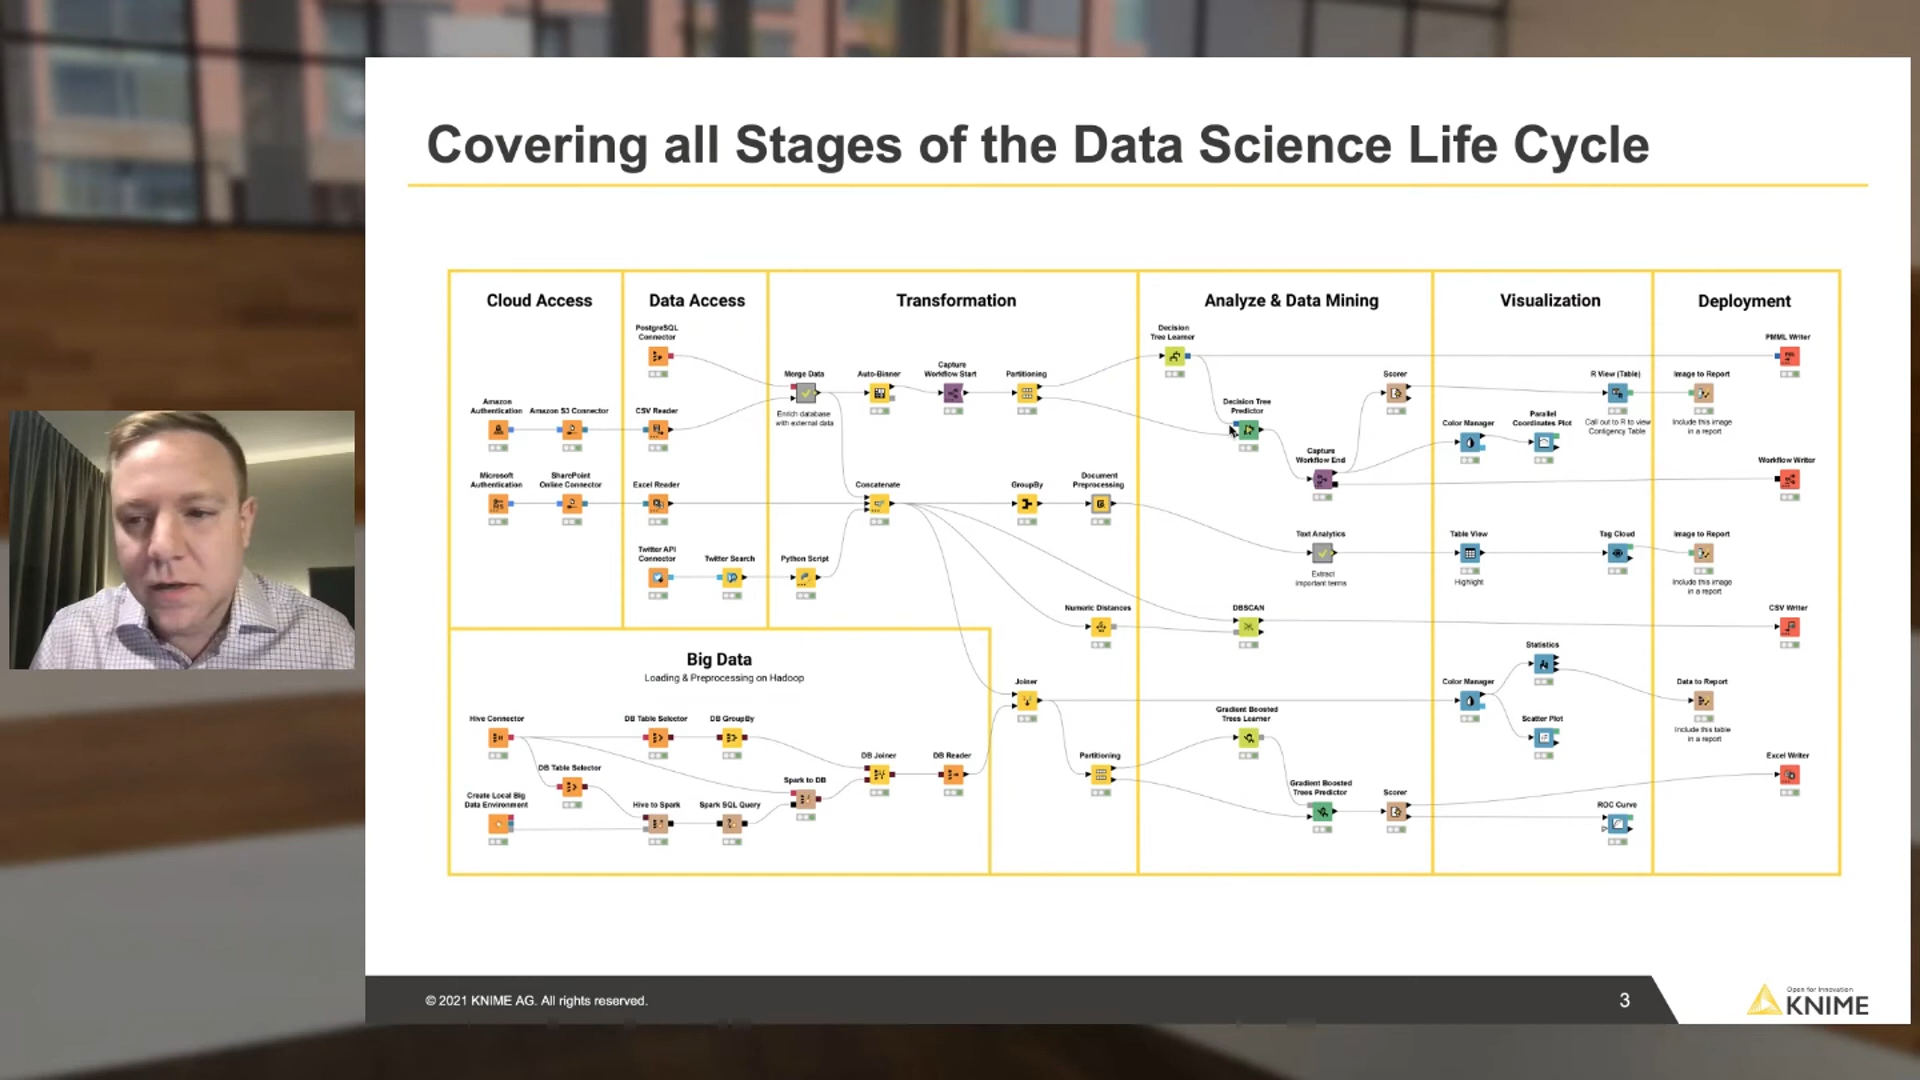 Covering all Stages of the Data Science Life Cycle
Cloud Access
Data Access
Transformation
Analyze & Data Mining
Visualization
Deployment
PostgreSQL
Connector
Decision
Tree Learner
PMML Writer
Merge Data
Auto-Binner
Capture
Workflow Start
Partitioning
Scorer
R View (Table)
Image to Report
Amazon
Authentication
Amazon S3 Connector
CSV Reader
Enrich database
with external data
Decision Tree
Predictor
Color Manager
Parallel
Coordinates Plot
Call out to R to view
Contigency Table
Include this image
in a report
Capture
Workflow End
Workflow Writer
Microsoft
Authentication
SharePoint
Online Connector
Excel Reader
Concatenate
GroupBy
Document
Preprocessing
Twitter API
Connector
Twitter Search
Python Script
Text Analytics
Extract
important terms
Table View
Highlight
Tag Cloud
Image to Report
Include this image
in a report
Numeric Distances
DBSCAN
CSV Writer
Big Data
Loading & Preprocessing on Hadoop
Statistics
Joiner
Color Manager
Data to Report
Include this table
in a report
Hive Connector
DB Table Selector
DB GroupBy
Gradient Boosted
Trees Learner
Scatter Plot
DB Table Selector
DB Joiner
DB Reader
Partitioning
Excel Writer
Create Local Big
Data Environment
Hive to Spark
Spark SQL Query
Spark to DB
Gradient Boosted
Trees Predictor
Scorer
ROC Curve
© 2021 KNIME AG. All rights reserved.
3
Open for Innovation
KNIME